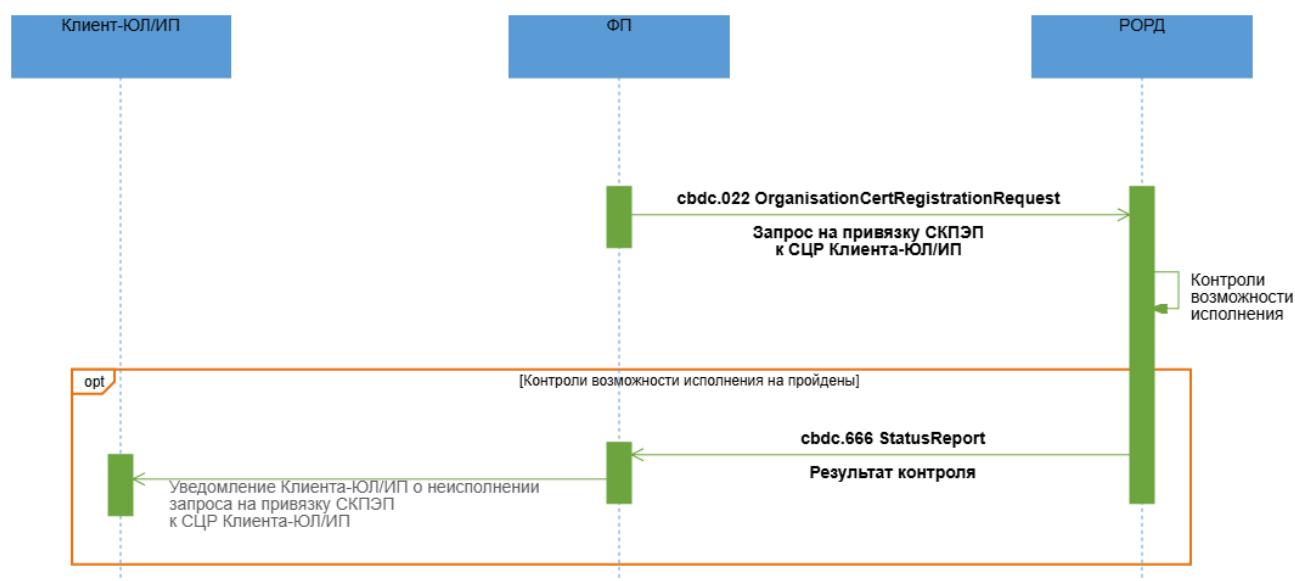 Клиент-ЮЛ/ИП
ФП
РОРД
cbdc.022 OrganisationCertRegistrationRequest
Запрос на привязку СКПЭП
к СЦР Клиента-ЮЛ/ИП
Контроли
возможности
исполнения
opt
[Контроли возможности исполнения на пройдены]
cbdc.666 StatusReport
Результат контроля
Уведомление Клиента-ЮЛ/ИП о неисполнении
запроса на привязку СКПЭП
к СЦР Клиента-ЮЛ/ИП